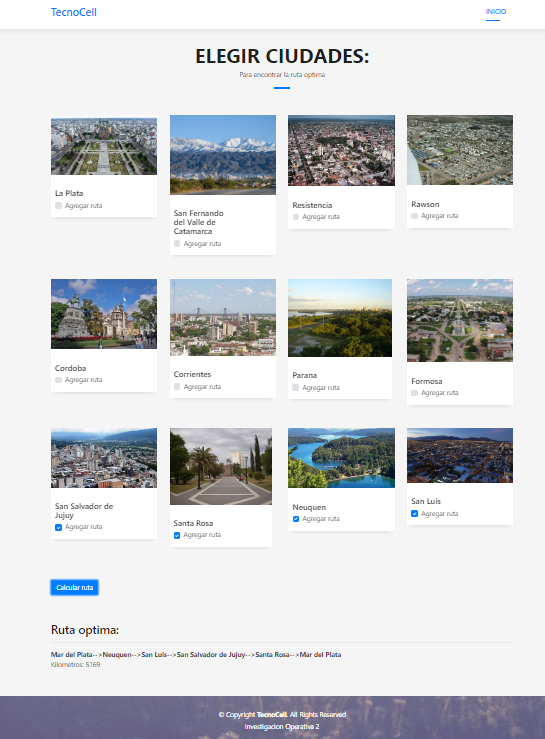 TecnoCell
INICIO
ELEGIR CIUDADES:
Para encontrar la ruta optima
La Plata
Agregar ruta
San Fernando
del Valle de
Catamarca
Agregar ruta
Resistencia
Agregar ruta
Rawson
Agregar ruta
Cordoba
Agregar ruta
Corrientes
Agregar ruta
Parana
Agregar ruta
Formosa
Agregar ruta
San Salvador de
Jujuy
Agregar ruta
Santa Rosa
Agregar ruta
Neuquen
Agregar ruta
San Luis
Agregar ruta
Calcular ruta
Ruta optima:
Mar del Plata-->Neuquen-->San Luis-->San Salvador de Jujuy-->Santa Rosa-->Mar del Plata
Kilometros: 5169
© Copyright TecnoCell. All Rights Reserved
Investigacion Operativa 2